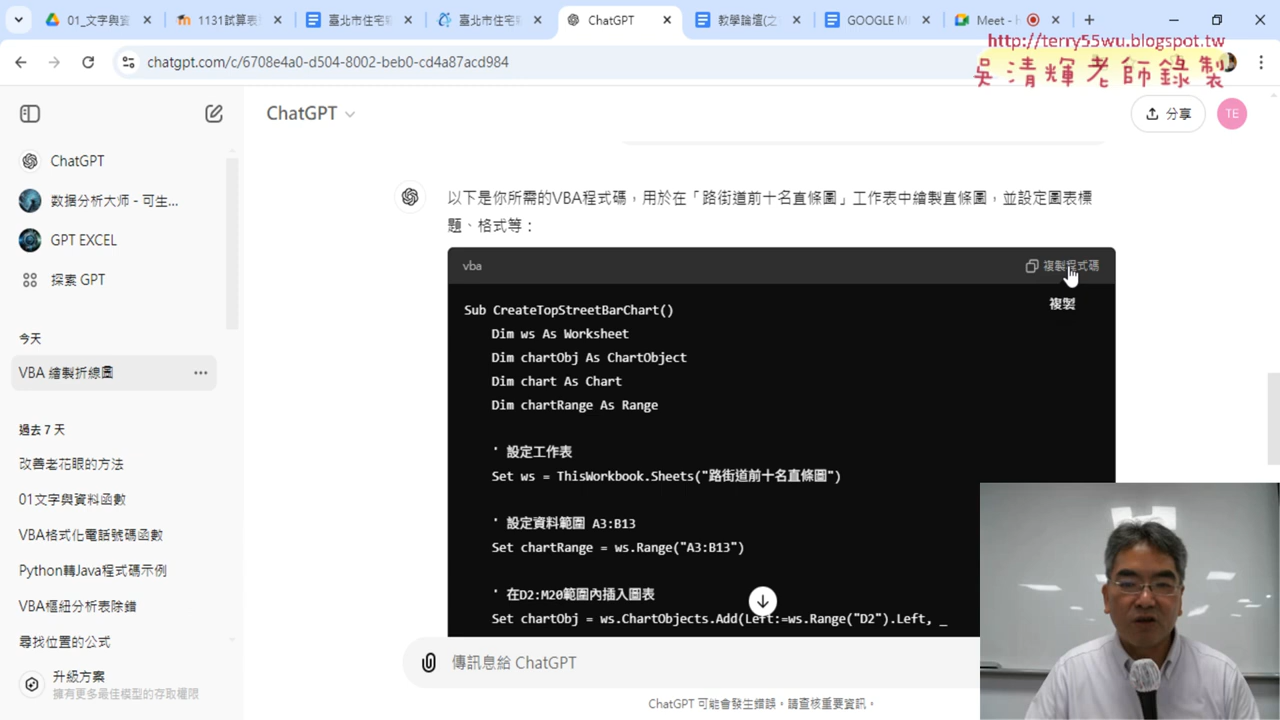 01_文字與資
1131試算表
臺北市住宅
臺北市住宅
ChatGPT
教學論壇(之
GOOGLE M
Meet -
http://terry55wu.blogspot.tw
吳清輝老師錄製
chatgpt.com/c/6708e4a0-d504-8002-beb0-cd4a87acd984
ChatGPT
分享
TE
ChatGPT
数据分析大师 - 可生...
GPT EXCEL
探索 GPT
今天
VBA 繪製折線圖
過去 7 天
改善老花眼的方法
01文字與資料函數
VBA格式化電話號碼函數
Python轉Java程式碼示例
VBA樞紐分析表除錯
尋找位置的公式
升級方案
擁有更多最佳模型的存取權限
以下是你所需的VBA程式碼，用於在「路街道前十名直條圖」工作表中繪製直條圖，並設定圖表標
題、格式等：
vba
複製程式碼
複製
Sub CreateTopStreetBarChart()
Dim ws As Worksheet
Dim chartObj As ChartObject
Dim chart As Chart
Dim chartRange As Range
' 設定工作表
Set ws = ThisWorkbook.Sheets("路街道前十名直條圖")
' 設定資料範圍 A3:B13
Set chartRange = ws.Range("A3:B13")
' 在D2:M20範圍內插入圖表
Set chartObj = ws.ChartObjects.Add(Left:=ws.Range("D2").Left, _
傳訊息給 ChatGPT
ChatGPT 可能會發生錯誤。請查核重要資訊。